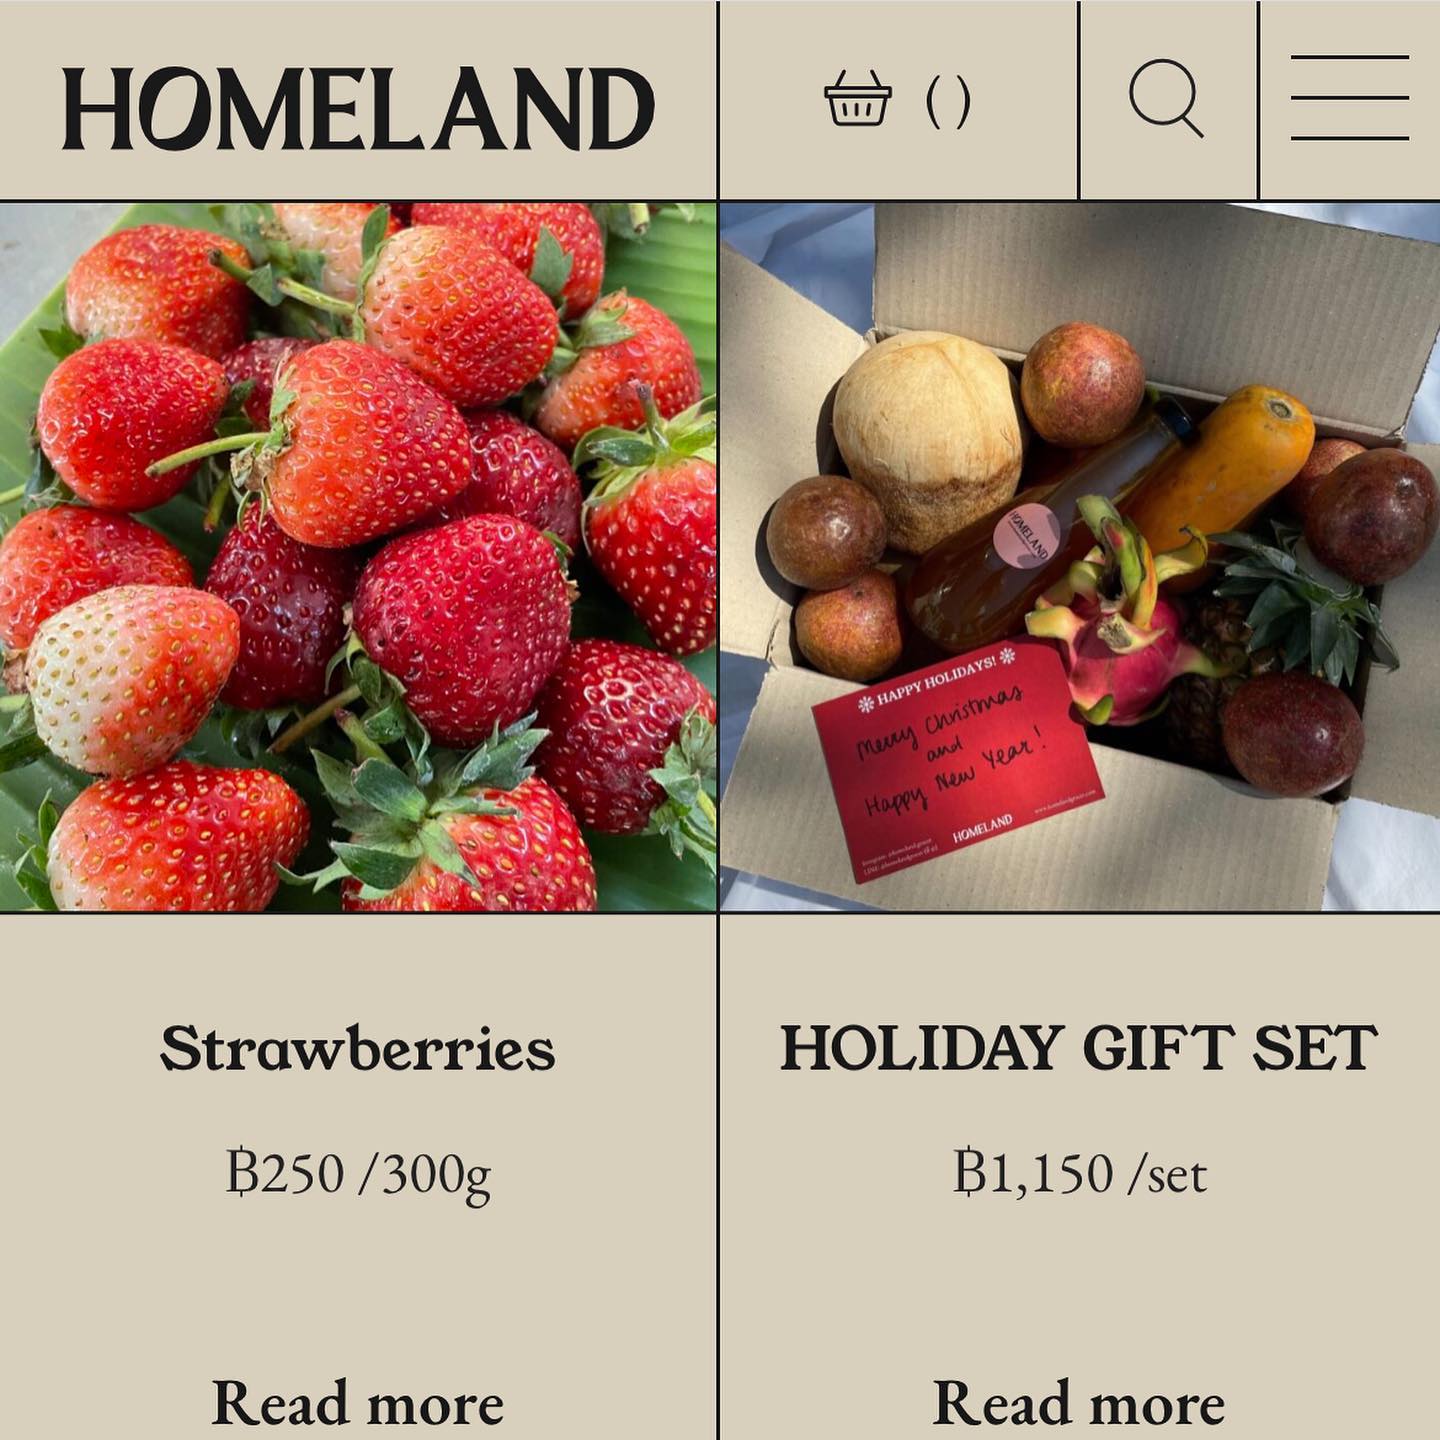 HOMELAND
( )
HOMELAND
HAPPY HOLIDAYS!
Merry Christmas
and
Happy New Year!
HOMELAND
Strawberries
HOLIDAY GIFT SET
฿250 /300g
฿1,150 /set
Read more
Read more